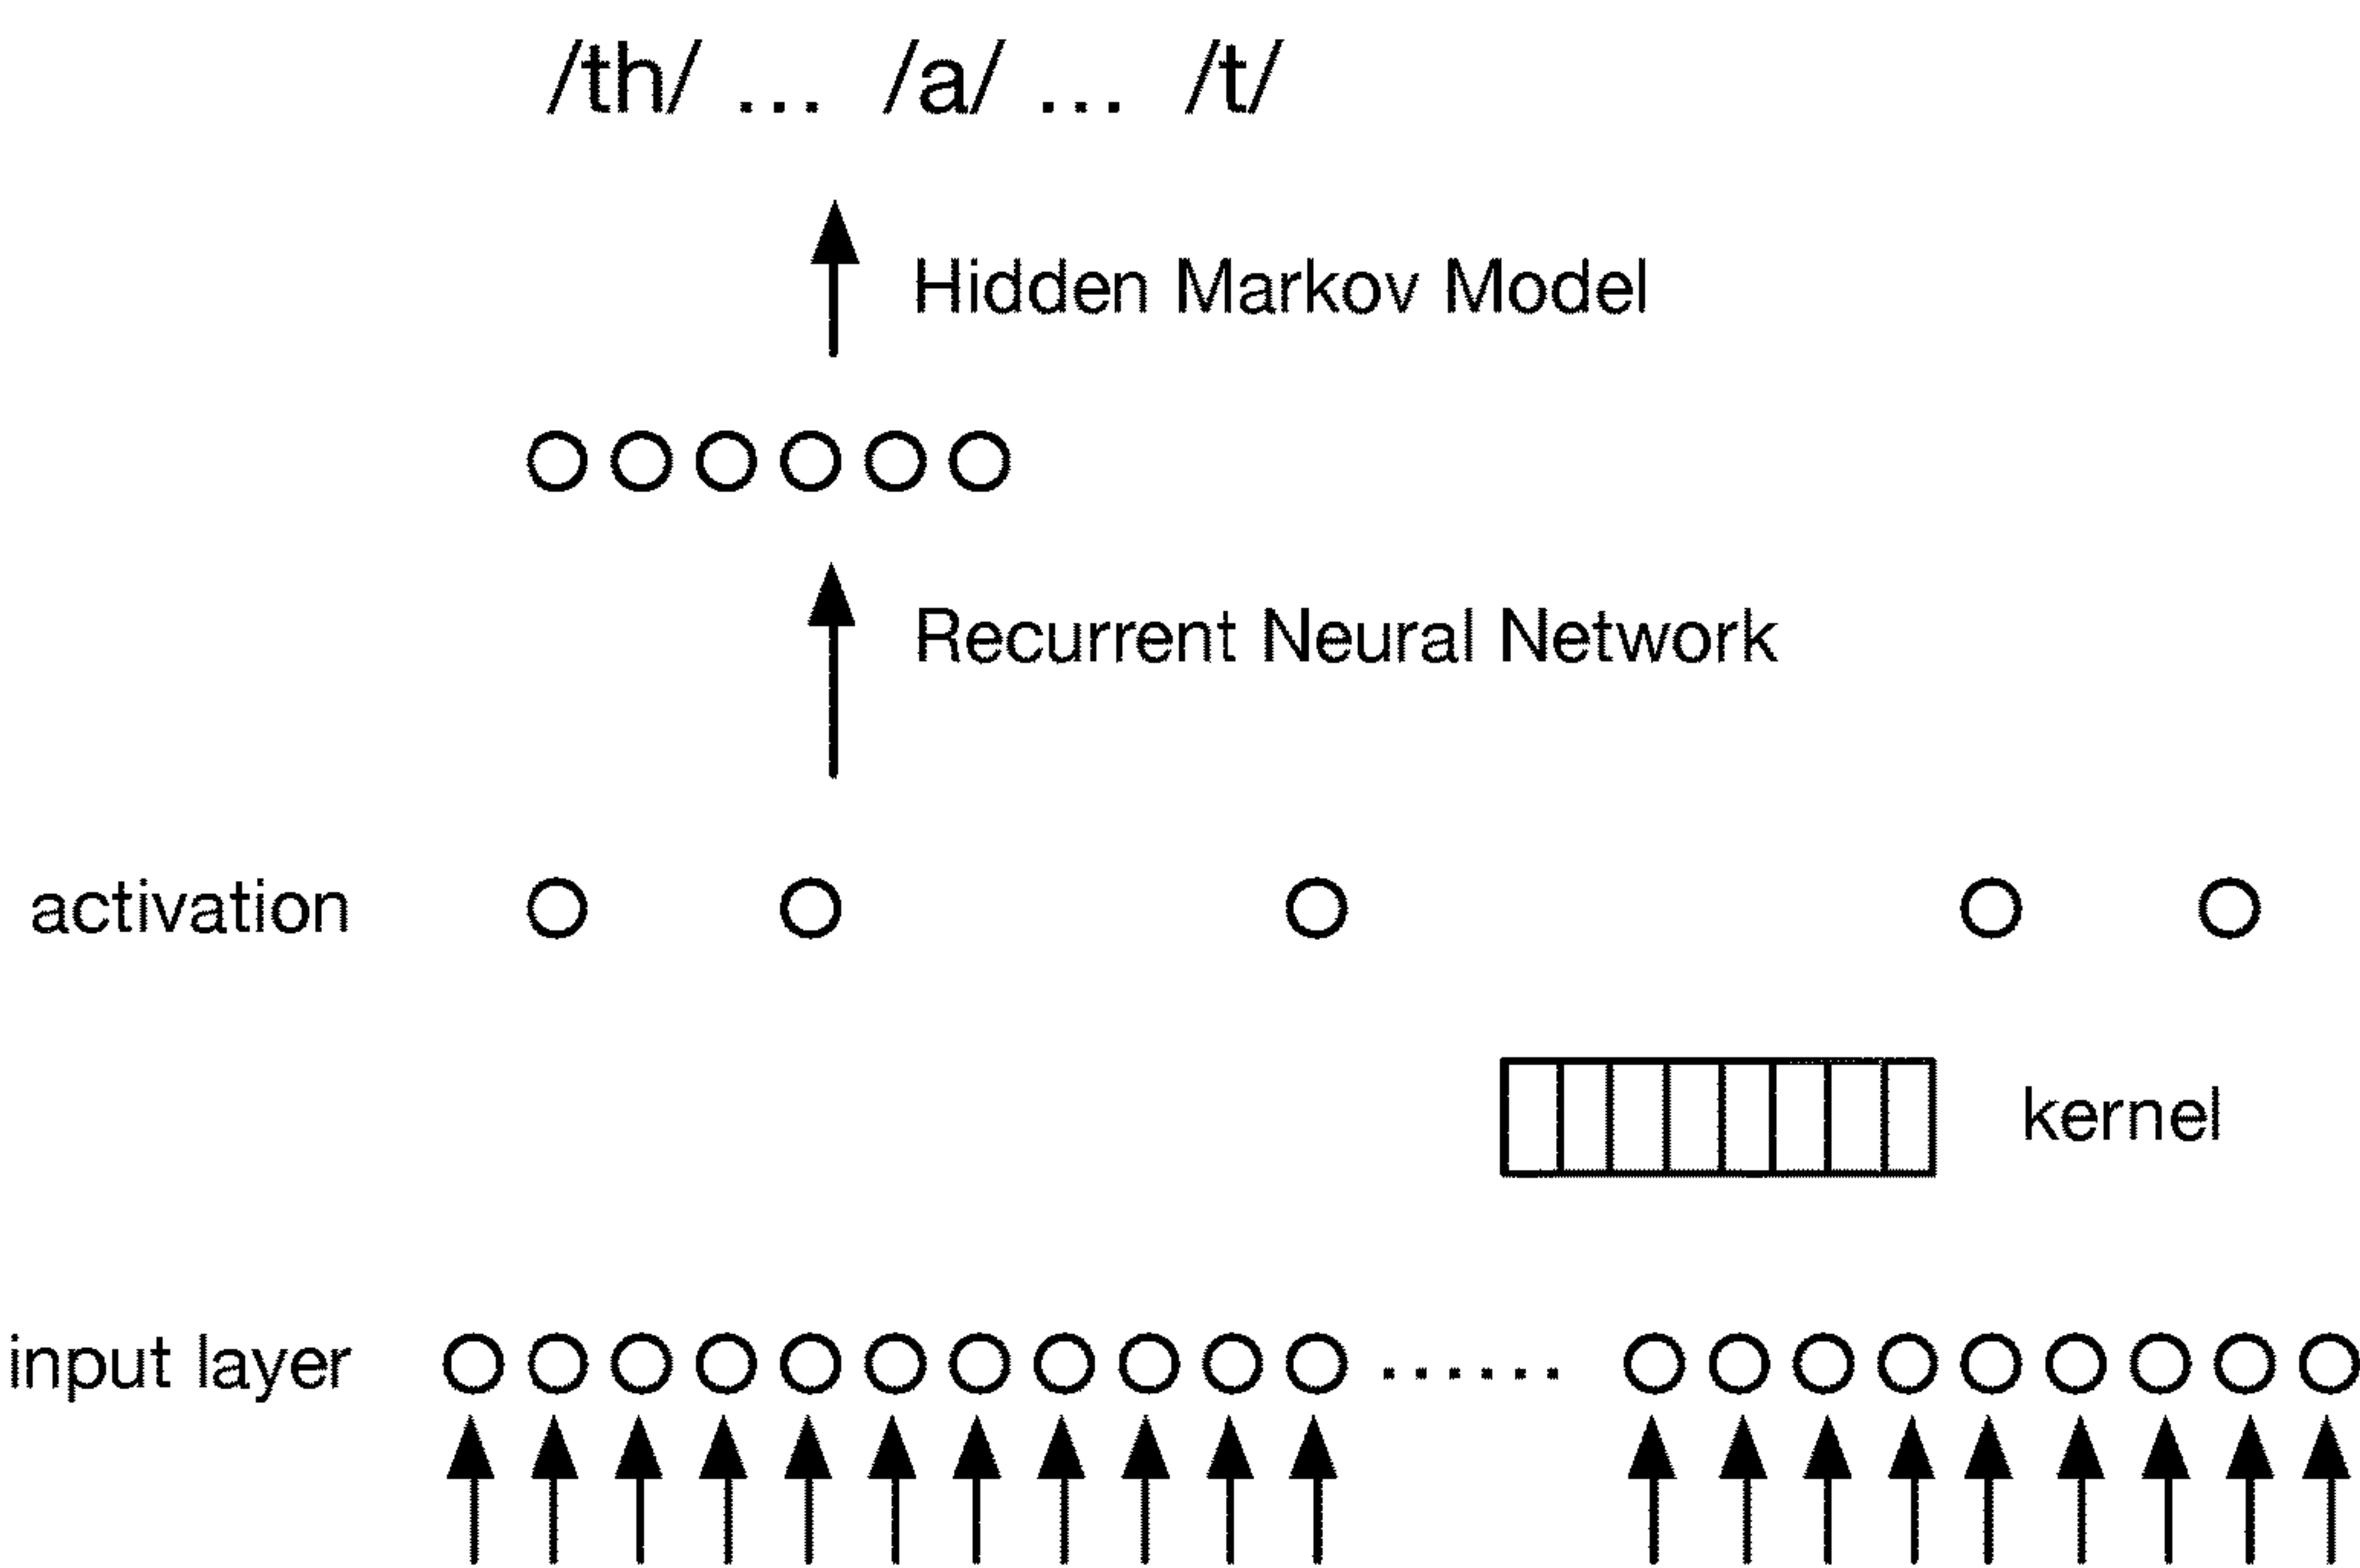 /th/ ... /a/ ... /t/
Hidden Markov Model
Recurrent Neural Network
activation
kernel
input layer ......